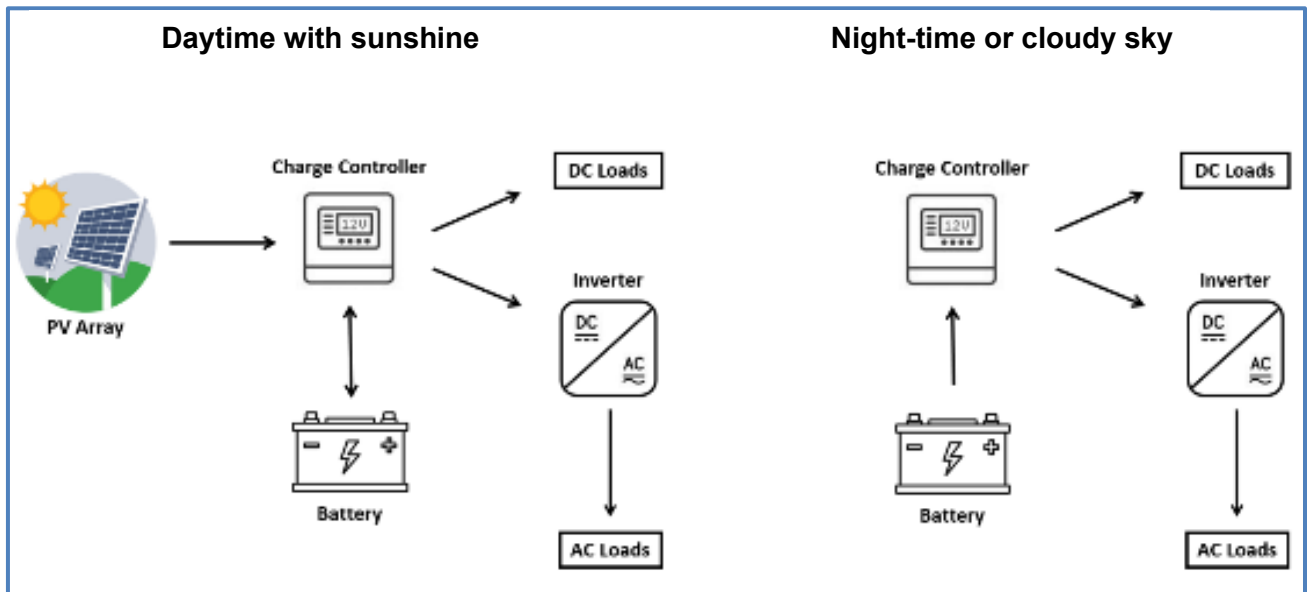 Daytime with sunshine
Night-time or cloudy sky
Charge Controller
12V
DC Loads
PV Array
Inverter
DC
AC
Battery
AC Loads
Charge Controller
12V
DC Loads
Inverter
DC
AC
Battery
AC Loads